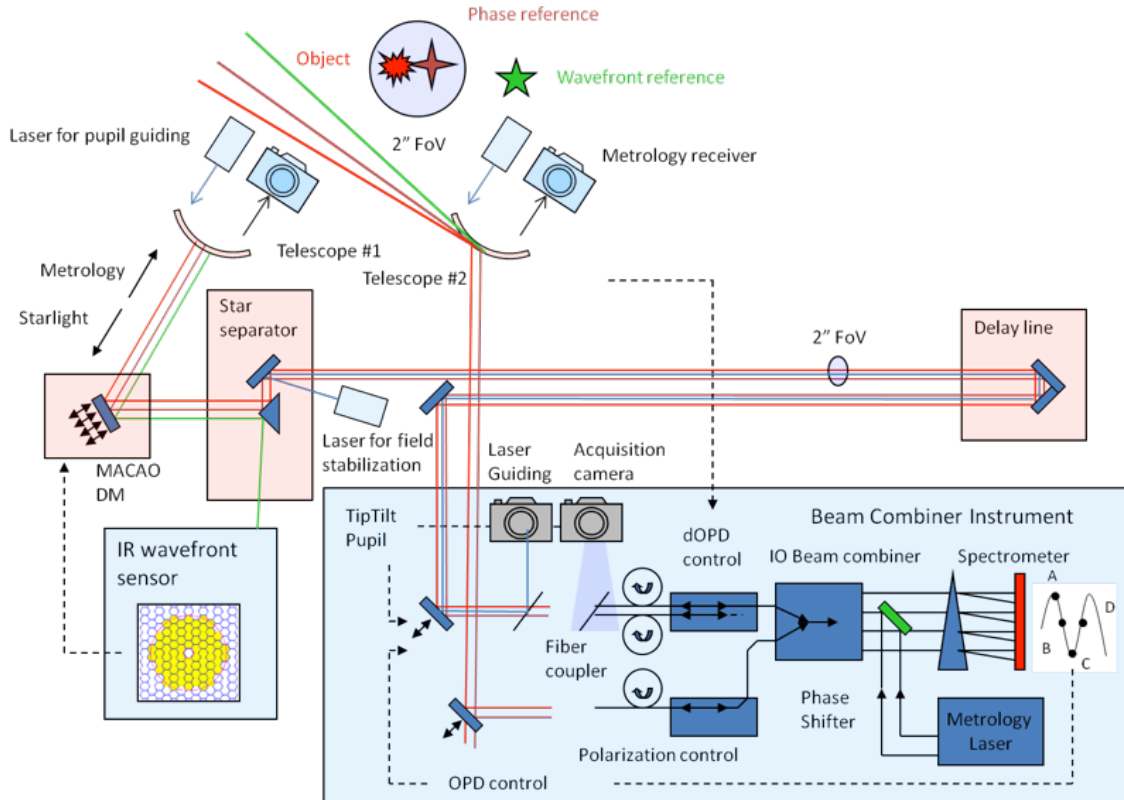 Phase reference
Object
Wavefront reference
2” FoV
Laser for pupil guiding
Metrology receiver
Telescope #1
Telescope #2
Metrology
Starlight
Star
separator
2” FoV
Delay line
MACAO
DM
Laser for field
stabilization
Laser
Guiding
Acquisition
camera
Beam Combiner Instrument
TipTilt
Pupil
dOPD
control
IO Beam combiner
Spectrometer
A
D
B
C
IR wavefront
sensor
Fiber
coupler
Phase
Shifter
Metrology
Laser
Polarization control
OPD control